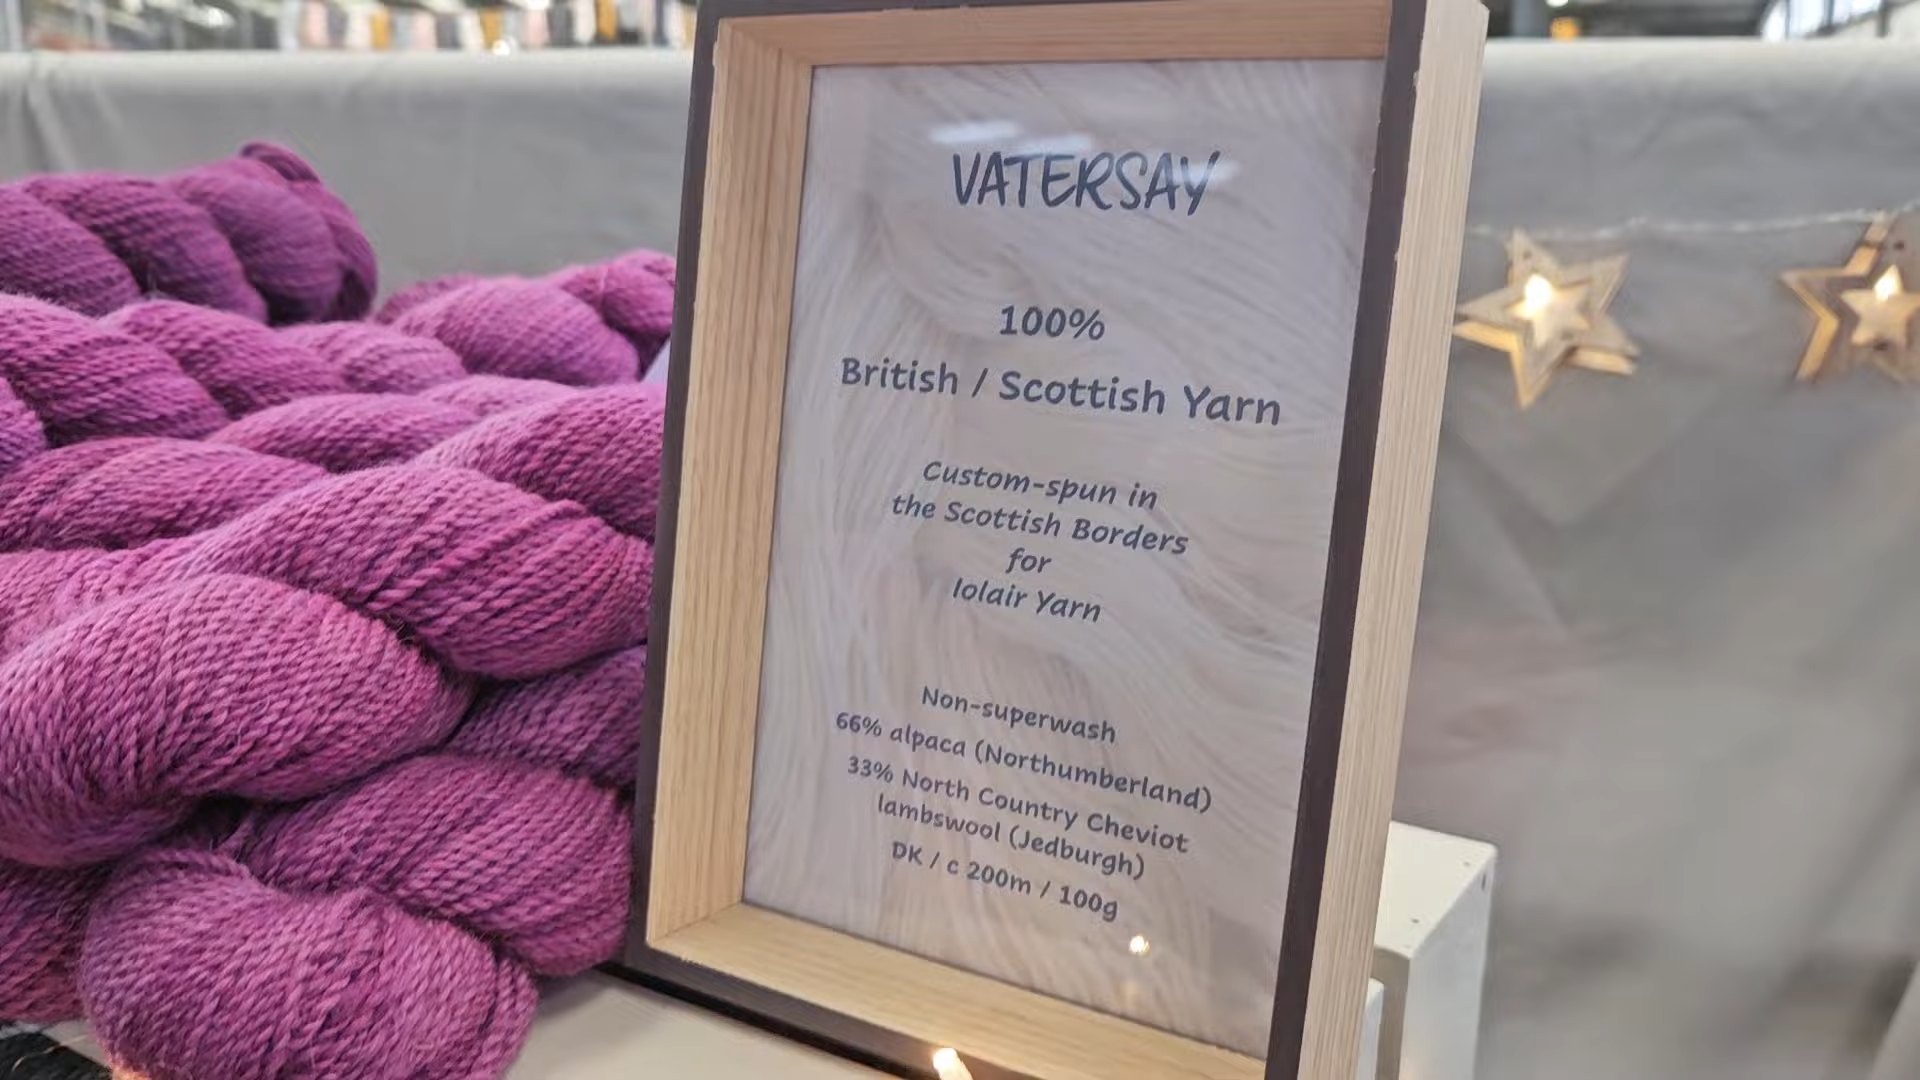 VATERSAY
100%
British / Scottish Yarn
Custom-spun in
the Scottish Borders
for
Iolair Yarn
Non-superwash
66% alpaca (Northumberland)
33% North Country Cheviot
lambswool (Jedburgh)
DK / c 200m / 100g